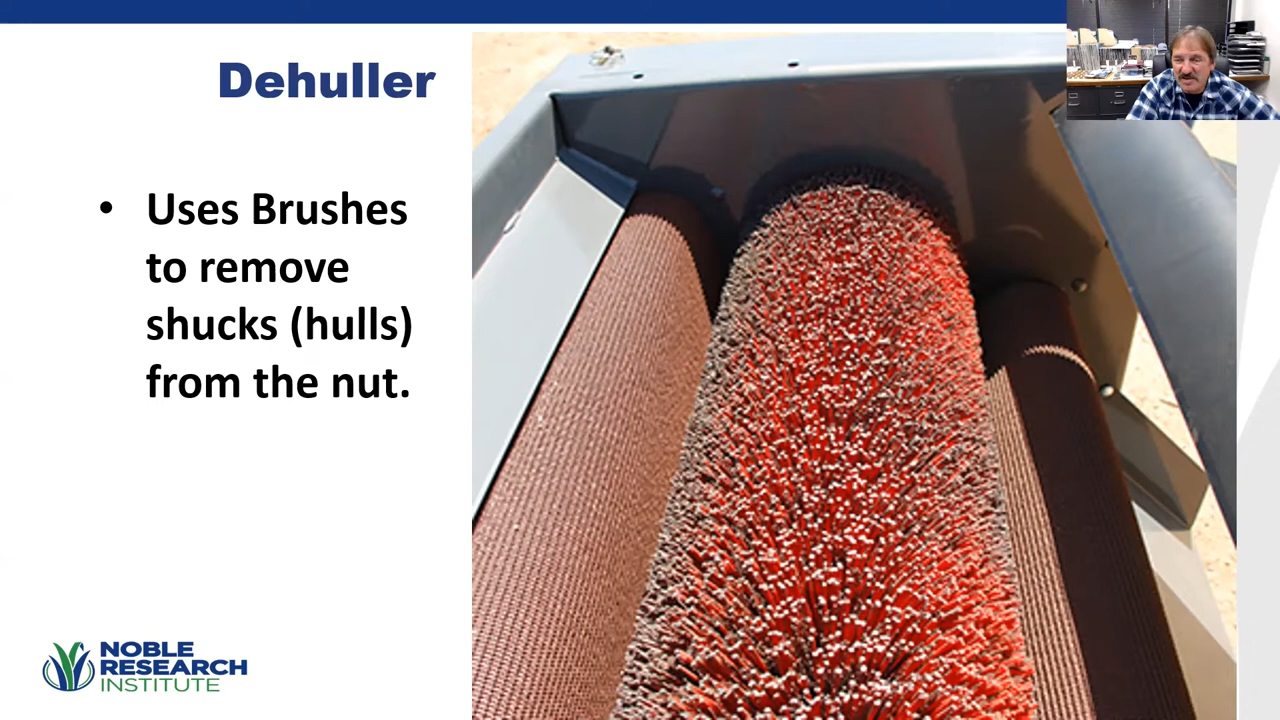 Dehuller
• Uses Brushes
to remove
shucks (hulls)
from the nut.
NOBLE
RESEARCH
INSTITUTE